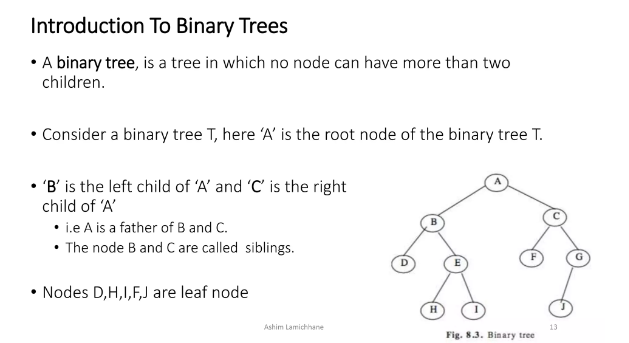 Introduction To Binary Trees
• A binary tree, is a tree in which no node can have more than two
children.
• Consider a binary tree T, here ‘A’ is the root node of the binary tree T.
• ‘B’ is the left child of ‘A’ and ‘C’ is the right
child of ‘A’
• i.e A is a father of B and C.
• The node B and C are called siblings.
• Nodes D,H,I,F,J are leaf node
A
B
C
D
E
F
G
H
I
J
Fig. 8.3. Binary tree
Ashim Lamichhane
13